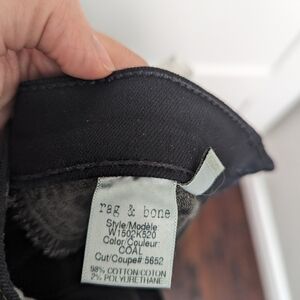 rag & bone
Style/Modèle
W1502K520
Color/Couleur
COAL
Cut/Coupe# 5652
98% COTTON/COTON
2% POLYURETHANE